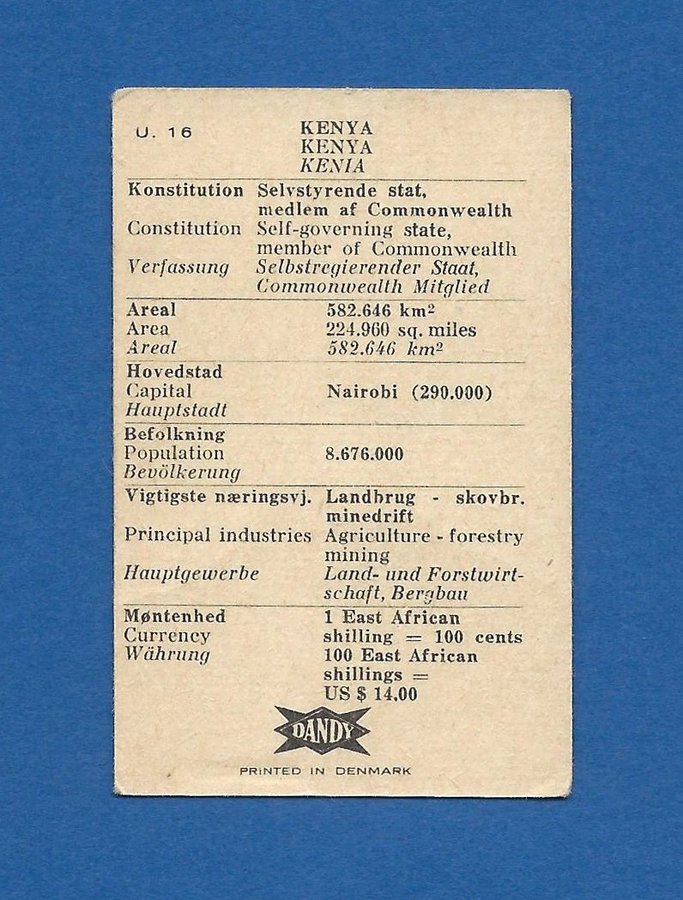 U. 16
KENYA
KENYA
KENIA
Konstitution Selvstyrende stat,
medlem af Commonwealth
Constitution Self-governing state,
member of Commonwealth
Verfassung Selbstregierender Staat,
Commonwealth Mitglied
Areal 582.646 km²
Area 224.960 sq. miles
Areal 582.646 km²
Hovedstad
Capital Nairobi (290.000)
Hauptstadt
Befolkning
Population 8.676.000
Bevölkerung
Vigtigste næringsvj. Landbrug - skovbr.
minedrift
Principal industries Agriculture - forestry
mining
Hauptgewerbe Land- und Forstwirt-
schaft, Bergbau
Møntenhed 1 East African
Currency shilling = 100 cents
Währung 100 East African
shillings =
US $ 14,00
DANDY
PRINTED IN DENMARK